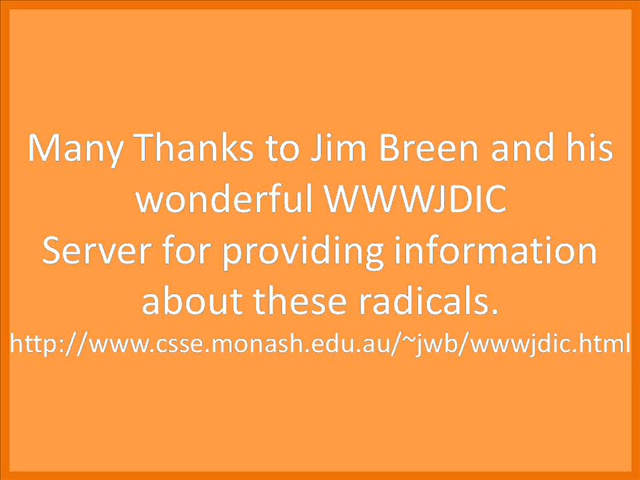 Many Thanks to Jim Breen and his
wonderful WWWJDIC
Server for providing information
about these radicals.
http://www.csse.monash.edu.au/~jwb/wwwjdic.html